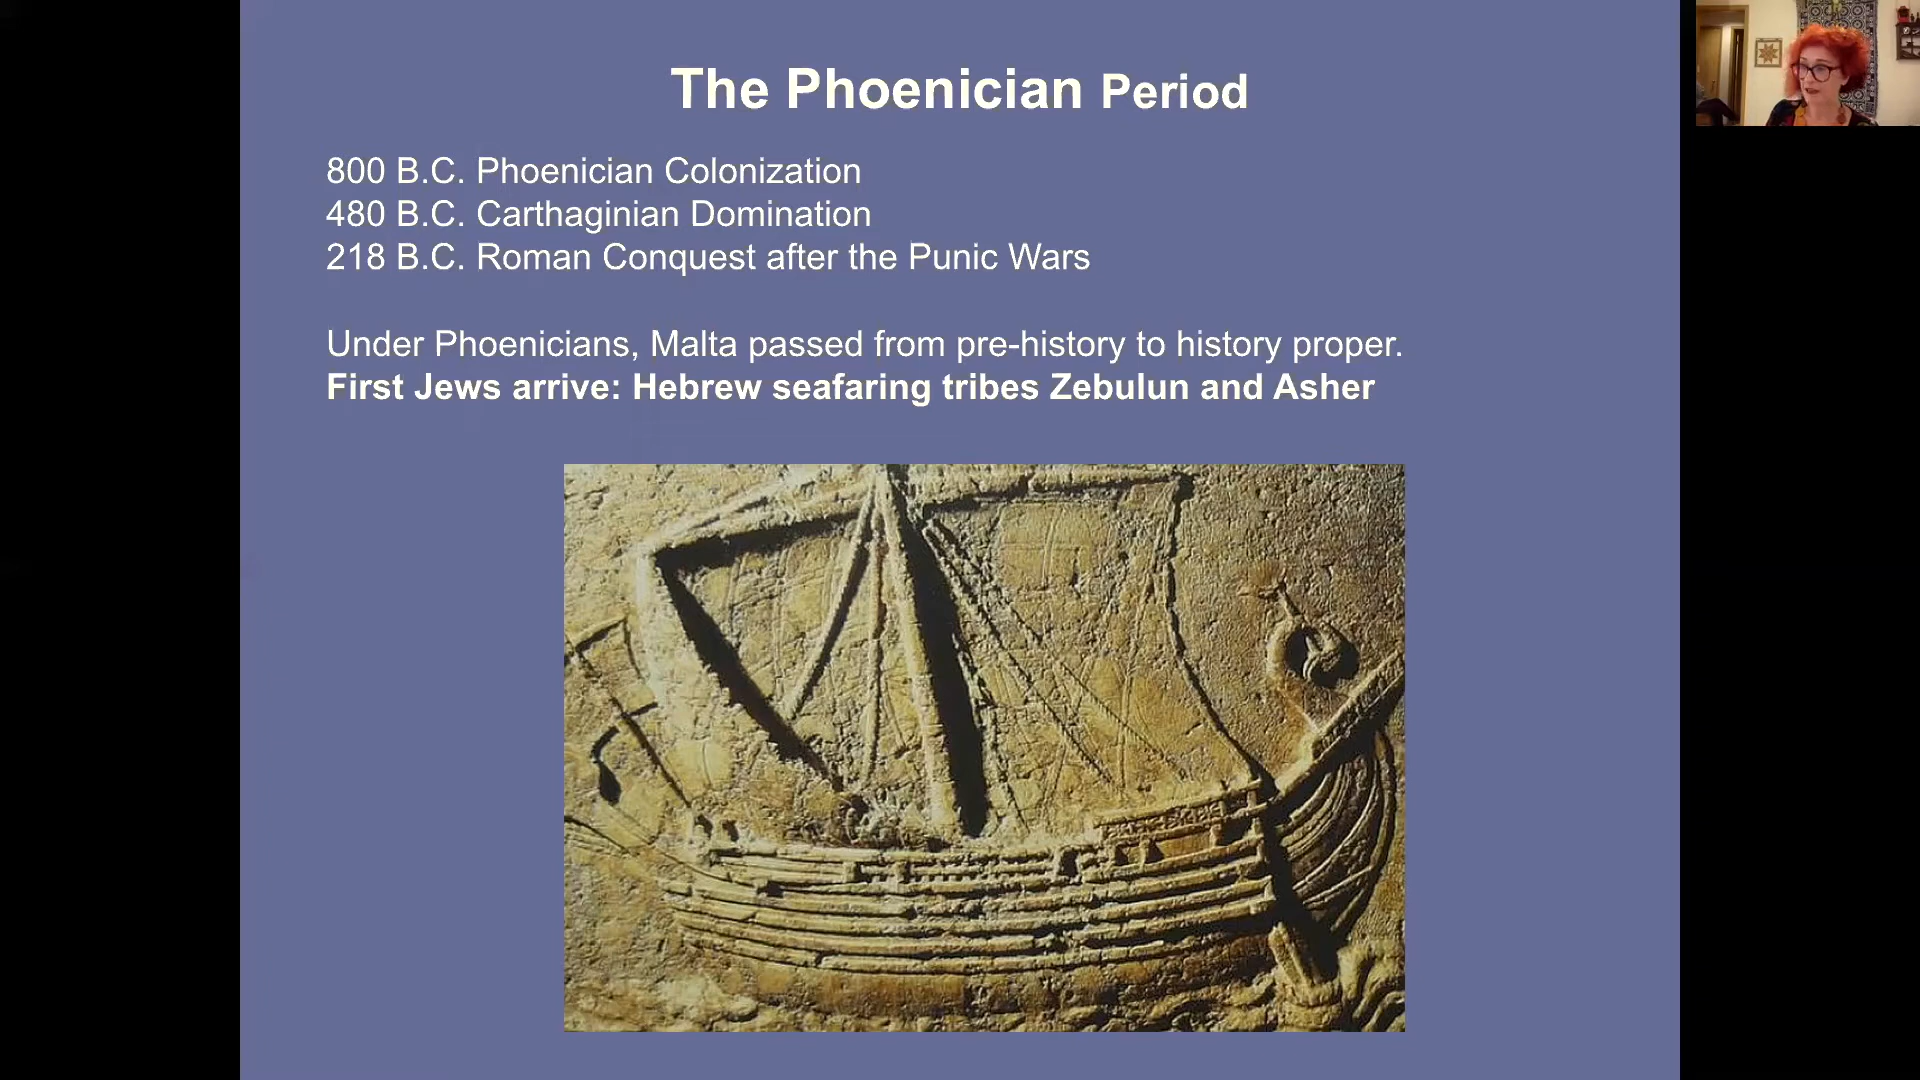 The Phoenician Period
800 B.C. Phoenician Colonization
480 B.C. Carthaginian Domination
218 B.C. Roman Conquest after the Punic Wars
Under Phoenicians, Malta passed from pre-history to history proper.
First Jews arrive: Hebrew seafaring tribes Zebulun and Asher